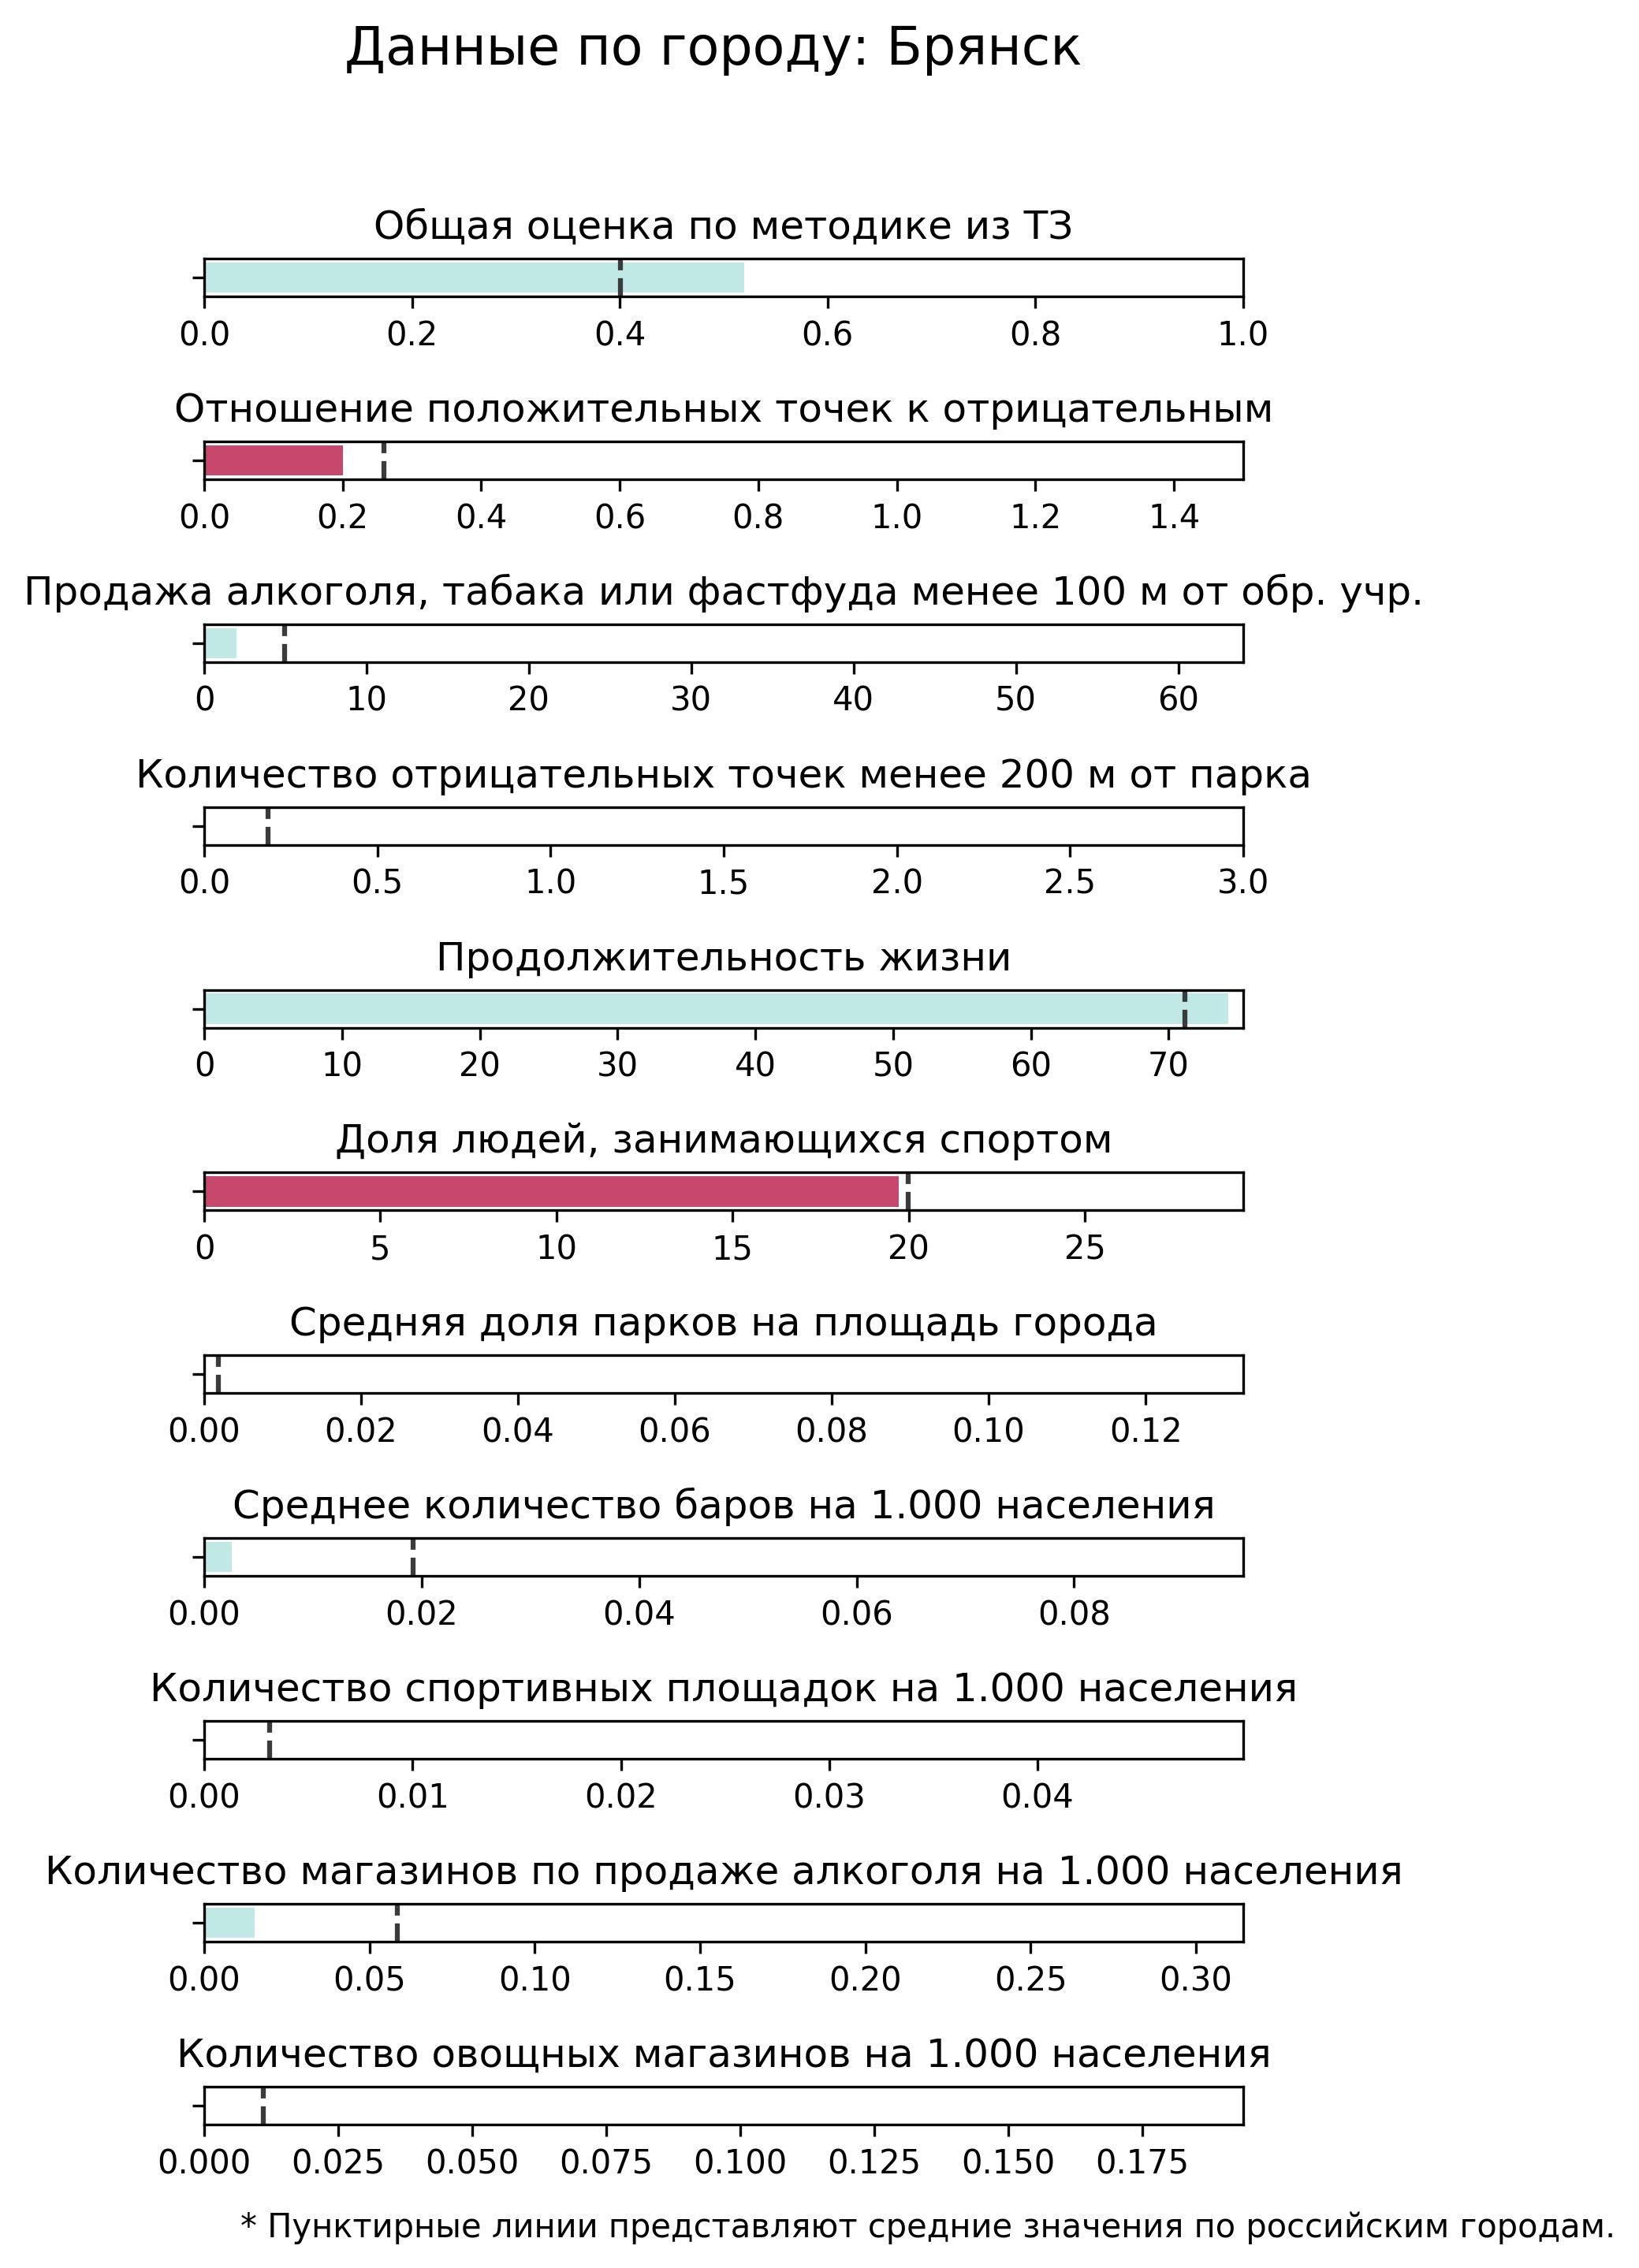 Данные по городу: Брянск
Общая оценка по методике из ТЗ
0.0 0.2 0.4 0.6 0.8 1.0
Отношение положительных точек к отрицательным
0.0 0.2 0.4 0.6 0.8 1.0 1.2 1.4
Продажа алкоголя, табака или фастфуда менее 100 м от обр. учр.
0 10 20 30 40 50 60
Количество отрицательных точек менее 200 м от парка
0.0 0.5 1.0 1.5 2.0 2.5 3.0
Продолжительность жизни
0 10 20 30 40 50 60 70
Доля людей, занимающихся спортом
0 5 10 15 20 25
Средняя доля парков на площадь города
0.00 0.02 0.04 0.06 0.08 0.10 0.12
Среднее количество баров на 1.000 населения
0.00 0.02 0.04 0.06 0.08
Количество спортивных площадок на 1.000 населения
0.00 0.01 0.02 0.03 0.04
Количество магазинов по продаже алкоголя на 1.000 населения
0.00 0.05 0.10 0.15 0.20 0.25 0.30
Количество овощных магазинов на 1.000 населения
0.000 0.025 0.050 0.075 0.100 0.125 0.150 0.175
* Пунктирные линии представляют средние значения по российским городам.